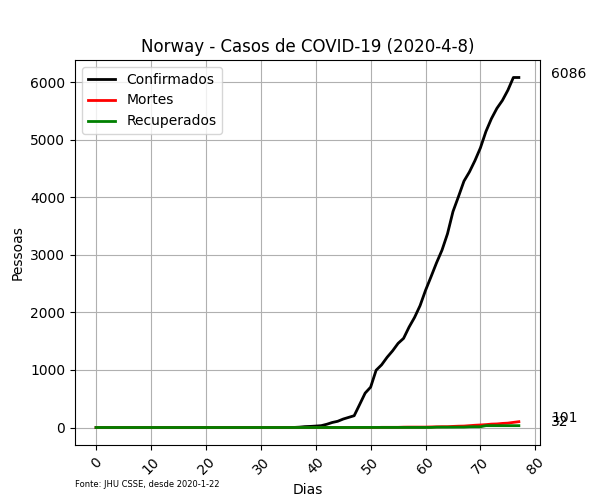 Norway - Casos de COVID-19 (2020-4-8)
Confirmados
Mortes
Recuperados
6086
101
32
Pessoas
6000
5000
4000
3000
2000
1000
0
0 10 20 30 40 50 60 70 80
Dias
Fonte: JHU CSSE, desde 2020-1-22